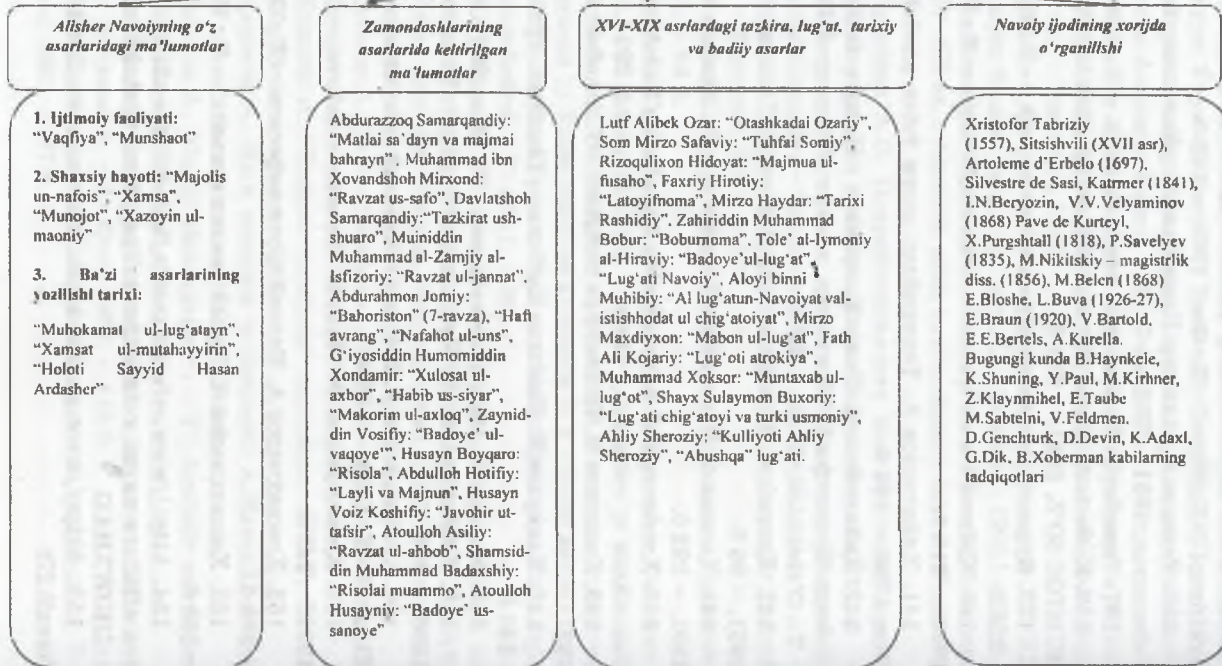 Alisher Navoiyning o‘z
asarlaridagi ma’lumotlar
1. Ijtimoiy faoliyati:
“Vaqfiya”, “Munshaot”
2. Shaxsiy hayoti: “Majolis
un-nafois”, “Xamsa”,
“Munojot”, “Xazoyin ul-
maoniy”
3. Ba’zi asarlarining
yozilishi tarixi:
“Muhokamat ul-lug‘atayn”,
“Xamsat ul-mutahayyirin”,
“Holoti Sayyid Hasan
Ardasher”
Zamondoshlarining
asarlarida keltirilgan
ma’lumotlar
Abdurazzoq Samarqandiy:
“Matlai sa`dayn va majmai
bahrayn” , Muhammad ibn
Xovandshoh Mirxond:
“Ravzat us-safo”, Davlatshoh
Samarqandiy:“Tazkirat ush-
shuaro”, Muiniddin
Muhammad al-Zamjiy al-
Isfizoriy: “Ravzat ul-jannat”,
Abdurahmon Jomiy:
“Bahoriston” (7-ravza), “Haft
avrang”, “Nafahot ul-uns”,
G‘iyosiddin Humomiddin
Xondamir: “Xulosat ul-
axbor”, “Habib us-siyar”,
“Makorim ul-axloq”, Zaynid-
din Vosifiy: “Badoye’ ul-
vaqoye’”, Husayn Boyqaro:
“Risola”, Abdulloh Hotifiy:
“Layli va Majnun”, Husayn
Voiz Koshifiy: “Javohir ut-
tafsir”, Atoulloh Asiliy:
“Ravzat ul-ahbob”, Shamsid-
din Muhammad Badaxshiy:
“Risolai muammo”, Atoulloh
Husayniy: “Badoye’ us-
sanoye”
XVI-XIX asrlardagi tazkira, lug‘at, tarixiy
va badiiy asarlar
Lutf Alibek Ozar: “Otashkadai Ozariy”,
Som Mirzo Safaviy: “Tuhfai Somiy”,
Rizoqulixon Hidoyat: “Majmua ul-
fusaho”, Faxriy Hirotiy:
“Latoyifnoma”, Mirzo Haydar: “Tarixi
Rashidiy”, Zahiriddin Muhammad
Bobur: “Boburnoma”. Tole’ al-Iymoniy
al-Hiraviy: “Badoye’ul-lug‘at”,
“Lug‘ati Navoiy”, Aloyi binni
Muhibiy: “Al lug‘atun-Navoiyat val-
istishhodat ul chig‘atoiyat”, Mirzo
Maxdiyxon: “Mabon ul-lug‘at”, Fath
Ali Kojariy: “Lug‘oti atrokiya”,
Muhammad Xoksor: “Muntaxab ul-
lug‘ot”, Shayx Sulaymon Buxoriy:
“Lug‘ati chig‘atoyi va turki usmoniy”,
Ahliy Sheroziy: “Kulliyoti Ahliy
Sheroziy”, “Abushqa” lug‘ati.
Navoiy ijodining xorijda
o‘rganilishi
Xristofor Tabriziy
(1557), Sitsishvili (XVII asr),
Artoleme d’Erbelo (1697),
Silvestre de Sasi, Katrmer (1841),
I.N.Beryozin, V.V.Velyaminov
(1868) Pave de Kurteyl,
X.Purgshtall (1818), P.Savelyev
(1835), M.Nikitskiy – magistrlik
diss. (1856), M.Belen (1868)
E.Bloshe, L.Buva (1926-27),
E.Braun (1920), V.Bartold,
E.E.Bertels, A.Kurella.
Bugungi kunda B.Haynkele,
K.Shuning, Y.Paul, M.Kirhner,
Z.Klaynmihel, E.Taube
M.Sabtelni, V.Feldmen,
D.Genchturk, D.Devin, K.Adaxl,
G.Dik, B.Xoberman kabilarning
tadqiqotlari